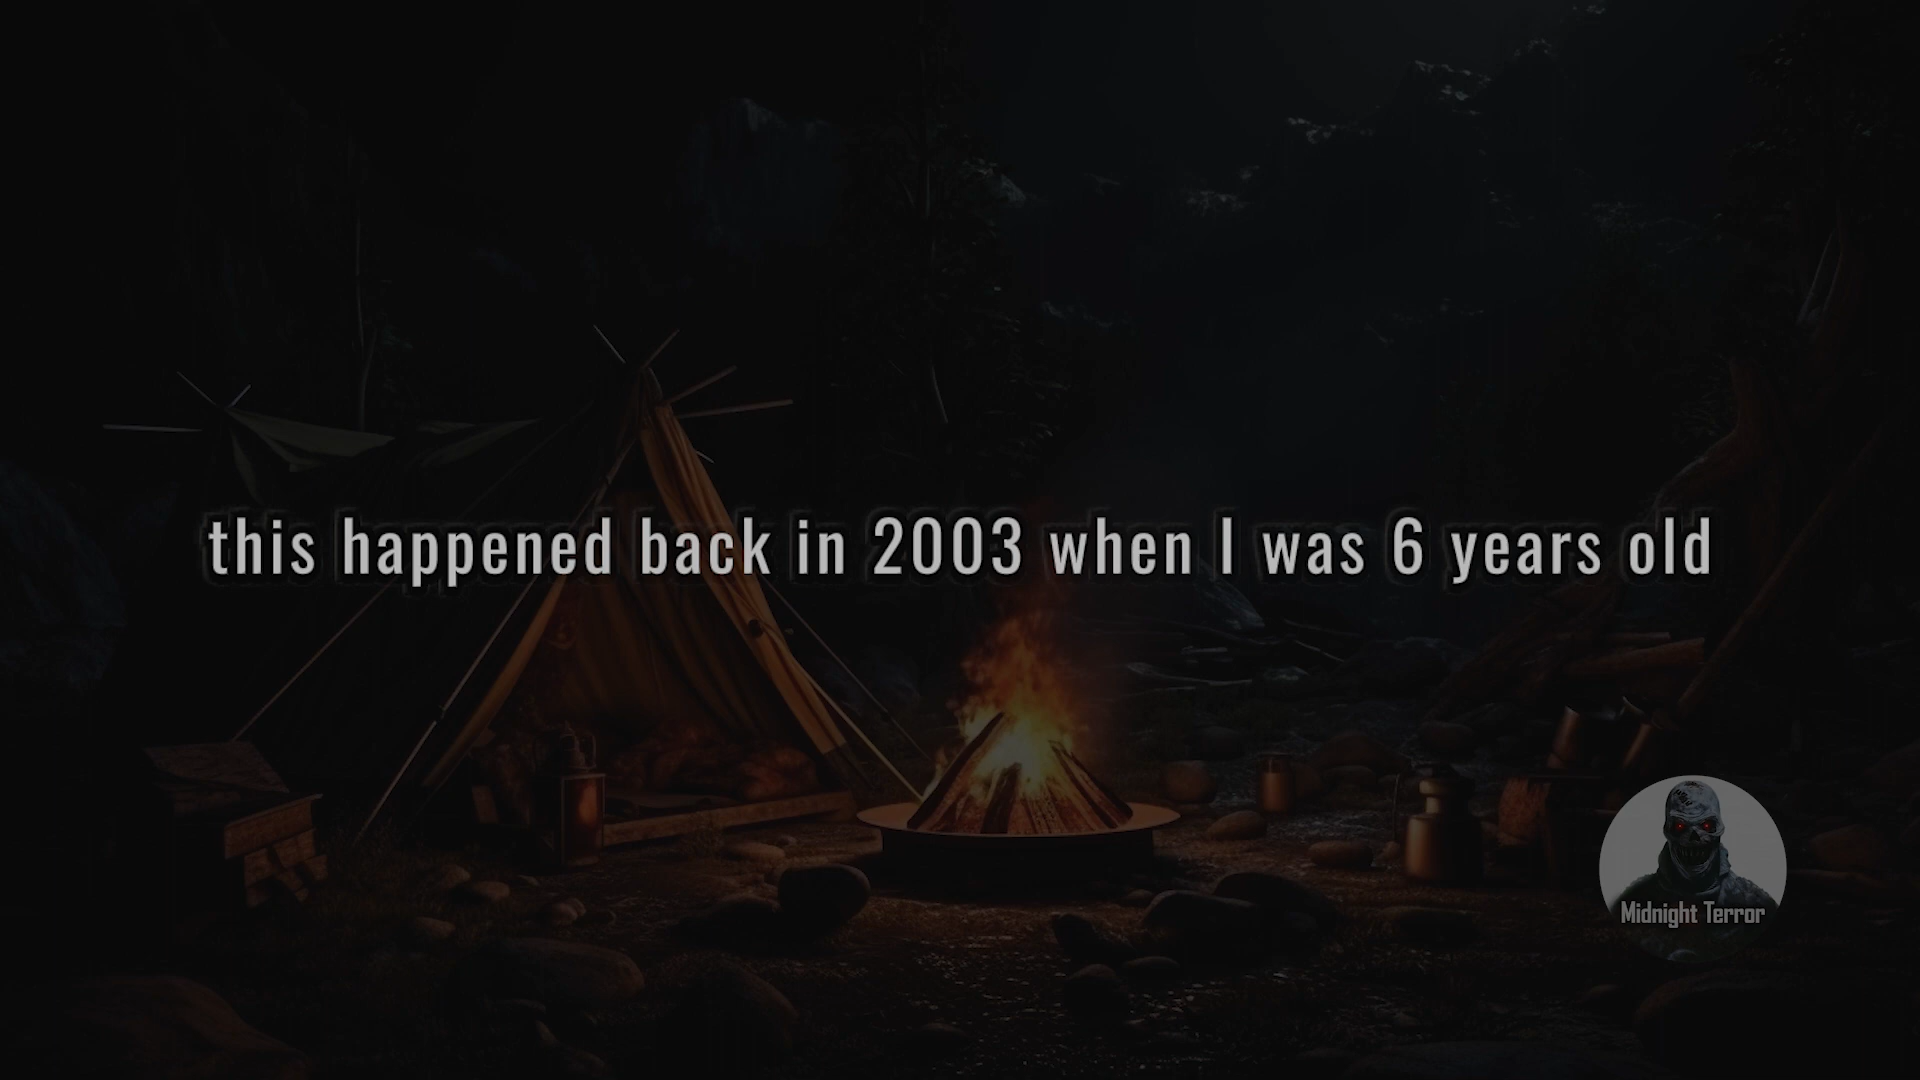 this happened back in 2003 when I was 6 years old
Midnight Terror